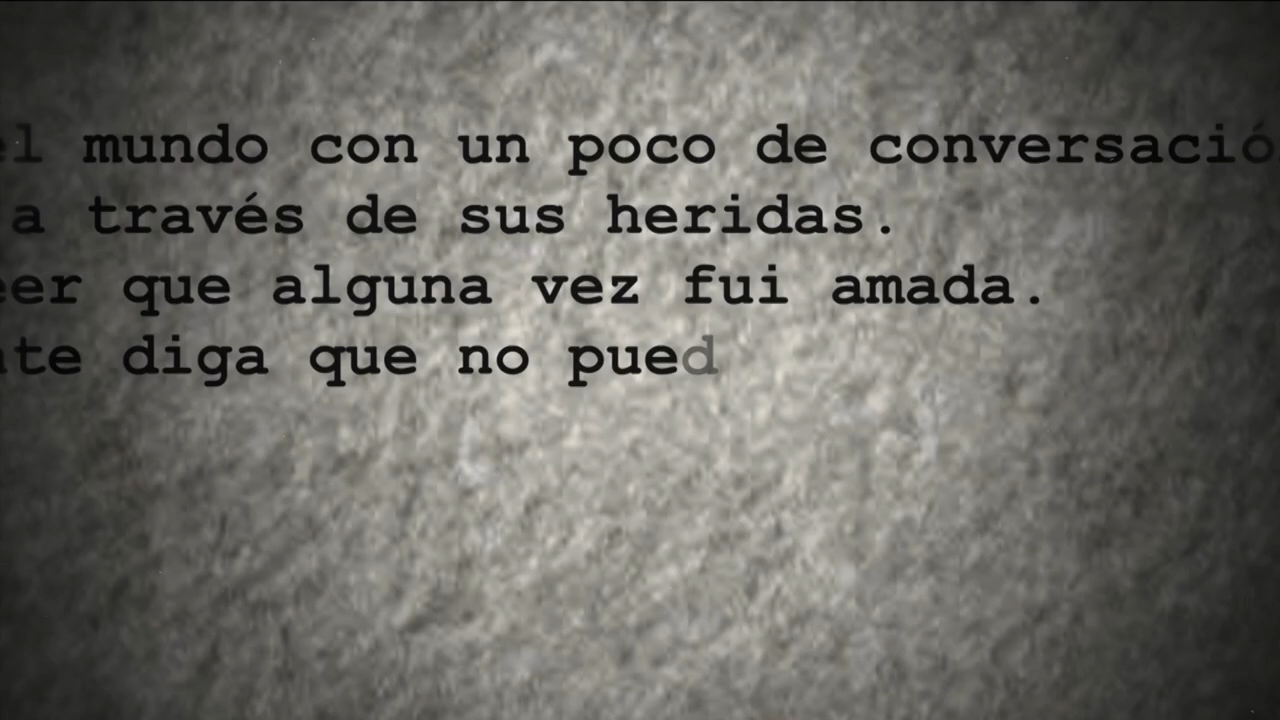 el mundo con un poco de conversació
a través de sus heridas.
eer que alguna vez fui amada.
te diga que no pued